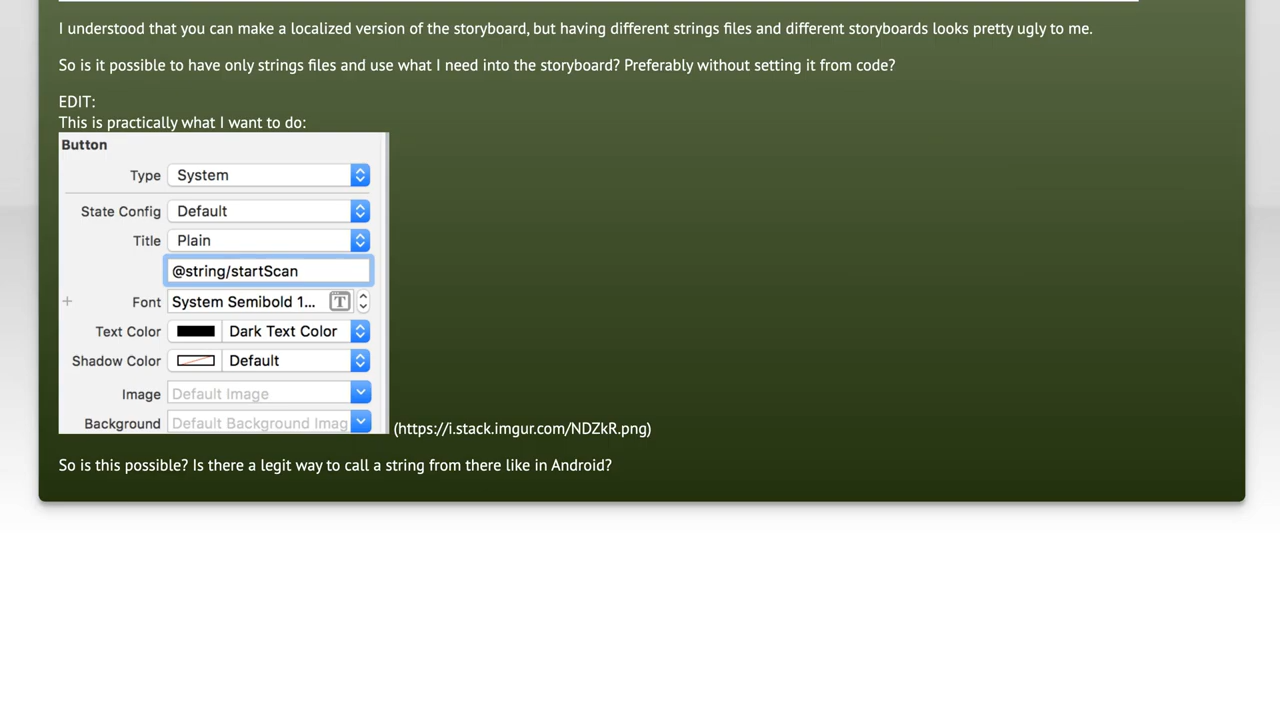 I understood that you can make a localized version of the storyboard, but having different strings files and different storyboards looks pretty ugly to me.
So is it possible to have only strings files and use what I need into the storyboard? Preferably without setting it from code?
EDIT:
This is practically what I want to do:
Button
Type System
State Config Default
Title Plain
@string/startScan
+ Font System Semibold 1... T
Text Color Dark Text Color
Shadow Color Default
Image Default Image
Background Default Background Imag
(https://i.stack.imgur.com/NDZkR.png)
So is this possible? Is there a legit way to call a string from there like in Android?